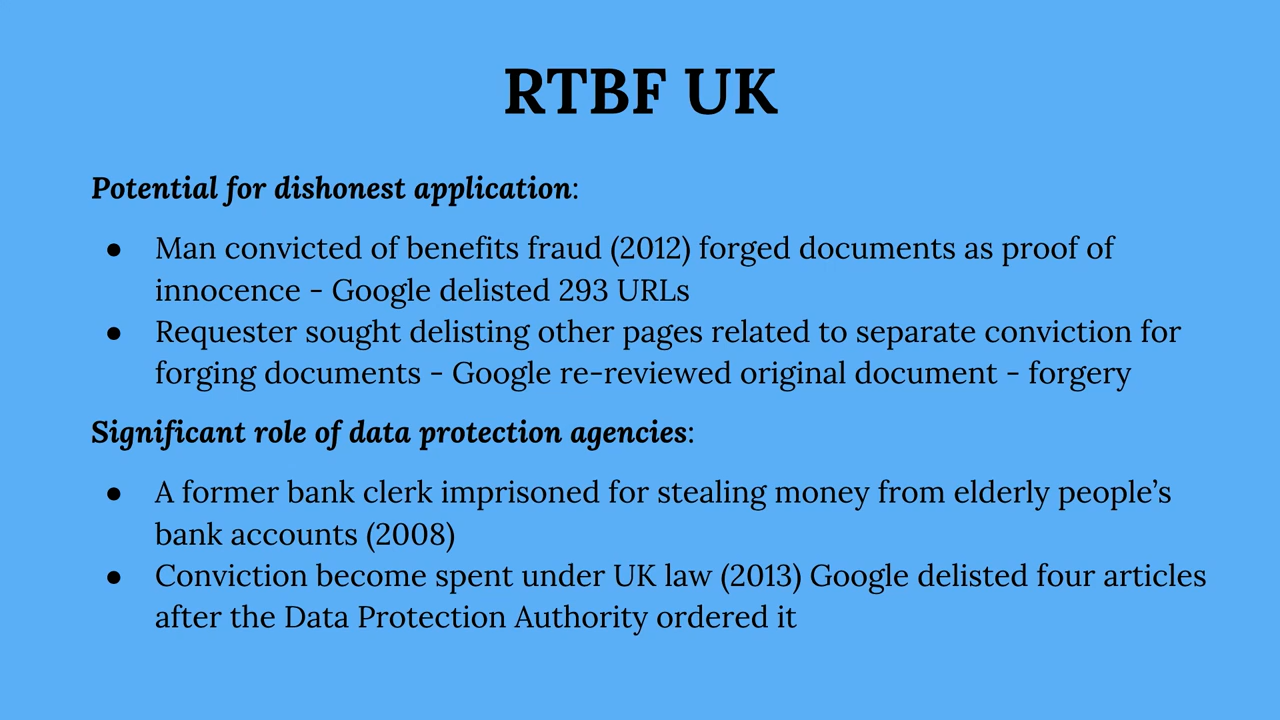 RTBF UK
Potential for dishonest application:
● Man convicted of benefits fraud (2012) forged documents as proof of
innocence - Google delisted 293 URLs
● Requester sought delisting other pages related to separate conviction for
forging documents - Google re-reviewed original document - forgery
Significant role of data protection agencies:
● A former bank clerk imprisoned for stealing money from elderly people’s
bank accounts (2008)
● Conviction become spent under UK law (2013) Google delisted four articles
after the Data Protection Authority ordered it